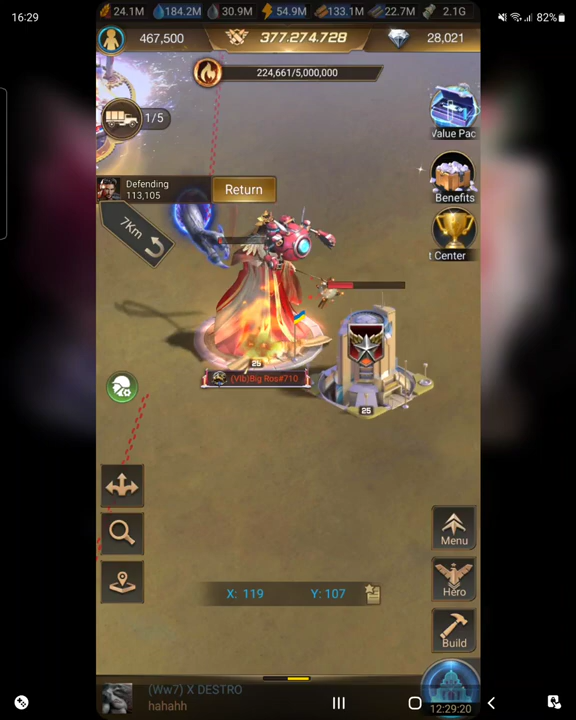 16:29
82%
24.1M 184.2M 30.9M 54.9M 133.1M 22.7M 2.1G
467,500
377.274.728
28,021
224,661/5,000,000
1/5
Value Pac
Defending
113,105
Return
Benefits
7Km
t Center
25
(Vib)Big Ros#710
25
Menu
Hero
X: 119 Y: 107
Build
(Ww7) X DESTRO
hahahh
12:29:20